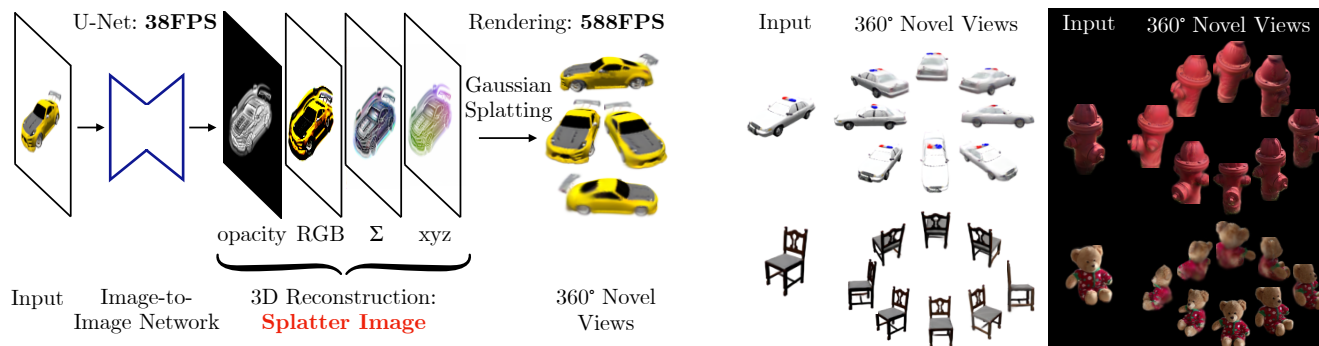 U-Net: 38FPS
Rendering: 588FPS
Gaussian
Splatting
opacity RGB Σ xyz
Input
Image-to-
Image Network
3D Reconstruction:
Splatter Image
360° Novel
Views
Input
360° Novel Views
Input
360° Novel Views